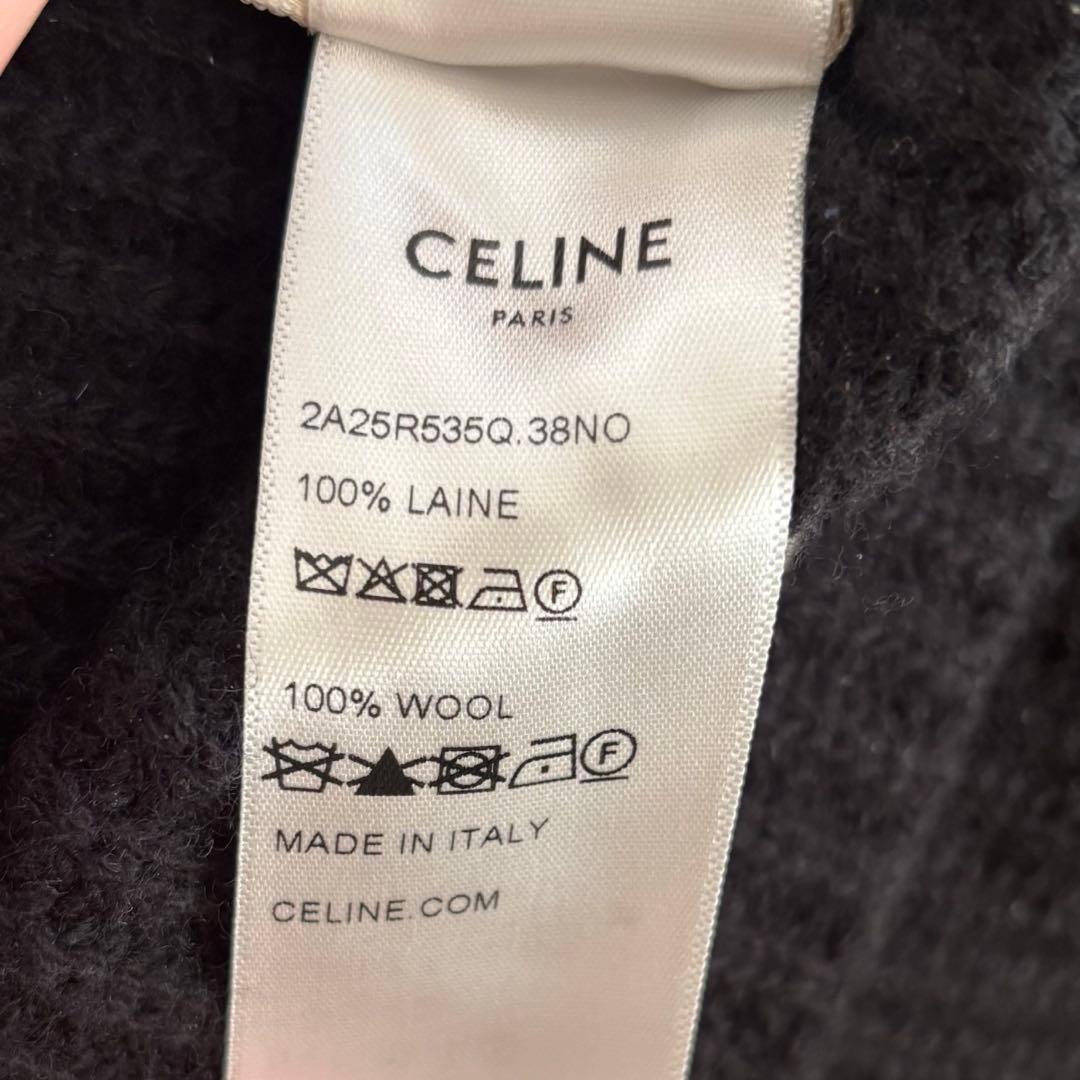 CELINE
PARIS
2A25R535Q.38NO
100% LAINE
F
100% WOOL
F
MADE IN ITALY
CELINE.COM